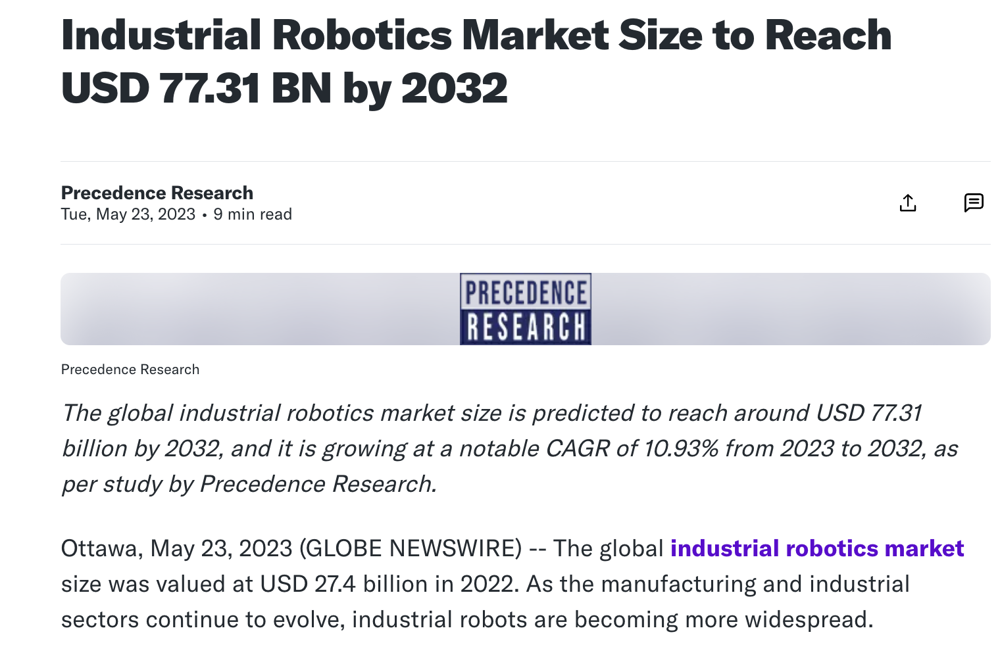 Industrial Robotics Market Size to Reach
USD 77.31 BN by 2032
Precedence Research
Tue, May 23, 2023 • 9 min read
PRECEDENCE
RESEARCH
Precedence Research
The global industrial robotics market size is predicted to reach around USD 77.31
billion by 2032, and it is growing at a notable CAGR of 10.93% from 2023 to 2032, as
per study by Precedence Research.
Ottawa, May 23, 2023 (GLOBE NEWSWIRE) -- The global industrial robotics market
size was valued at USD 27.4 billion in 2022. As the manufacturing and industrial
sectors continue to evolve, industrial robots are becoming more widespread.